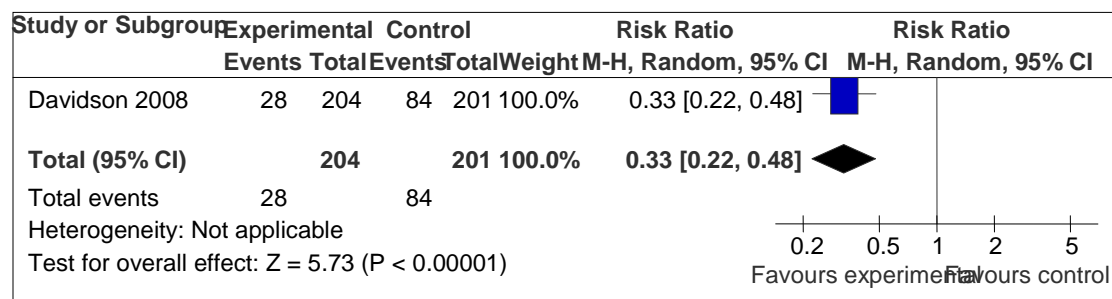 Study or Subgroup Experimental Control Risk Ratio Risk Ratio
Events Total Events Total Weight M-H, Random, 95% CI M-H, Random, 95% CI
Davidson 2008 28 204 84 201 100.0% 0.33 [0.22, 0.48]
Total (95% CI) 204 201 100.0% 0.33 [0.22, 0.48]
Total events 28 84
Heterogeneity: Not applicable
Test for overall effect: Z = 5.73 (P < 0.00001)
0.2 0.5 1 2 5
Favours experimental Favours control